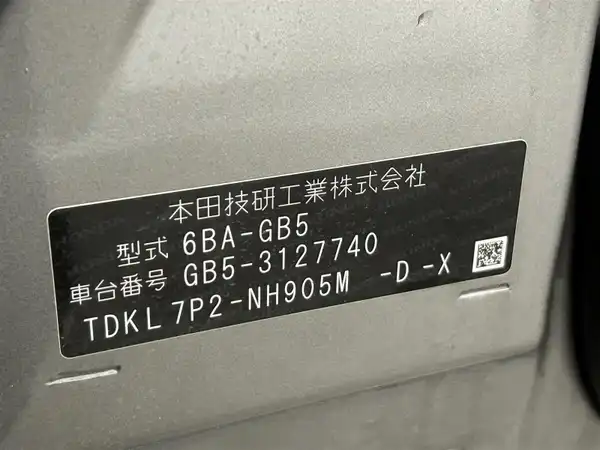 本田技研工業株式会社
型式 6BA-GB5
車台番号 GB5-3127740
TDKL 7P2-NH905M -D -X